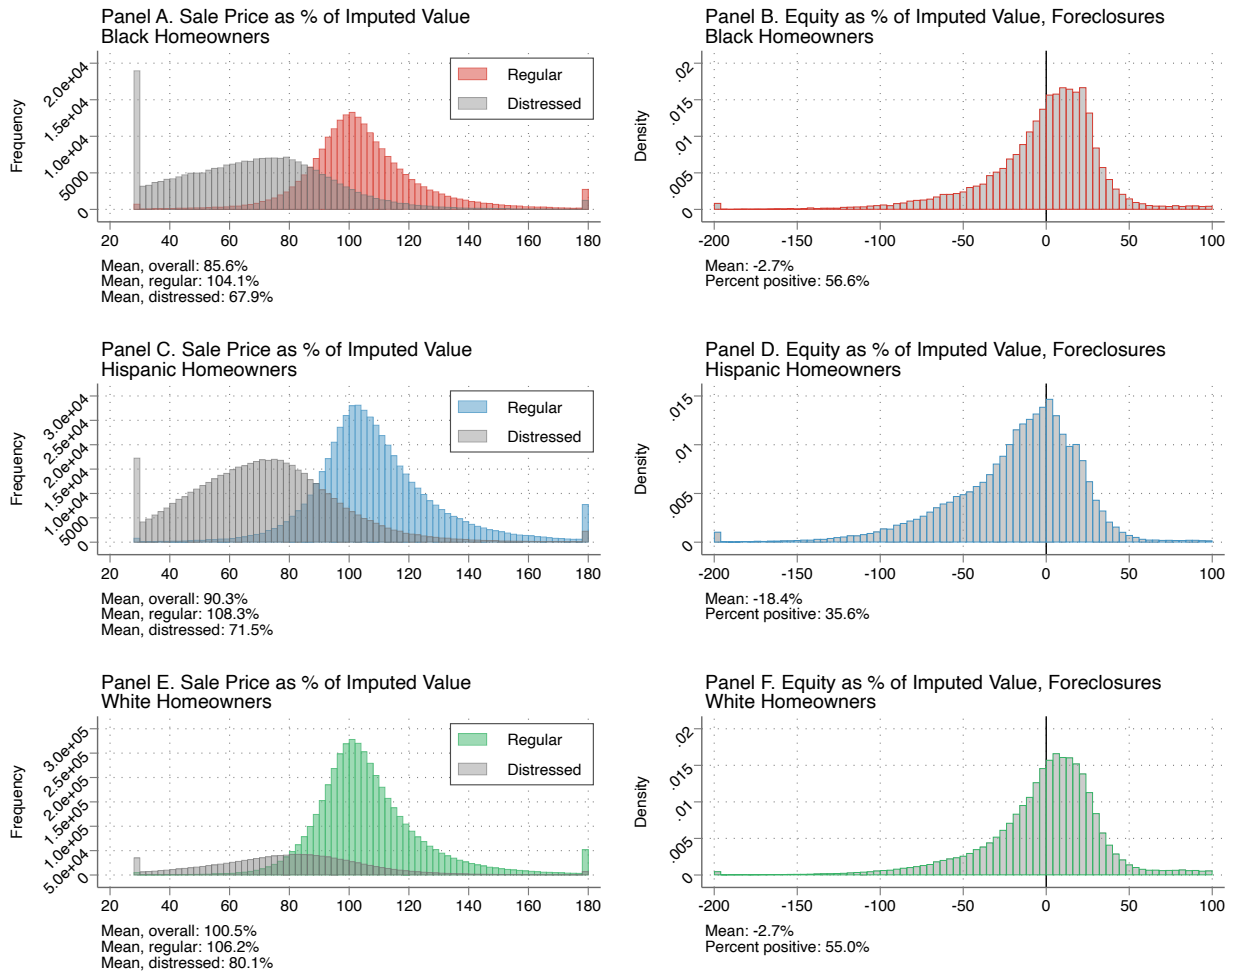 Panel A. Sale Price as % of Imputed Value
Black Homeowners
Frequency
2.0e+04
1.5e+04
1.0e+04
5000
0
Regular
Distressed
20 40 60 80 100 120 140 160 180
Mean, overall: 85.6%
Mean, regular: 104.1%
Mean, distressed: 67.9%
Panel B. Equity as % of Imputed Value, Foreclosures
Black Homeowners
Density
.02
.015
.01
.005
0
-200 -150 -100 -50 0 50 100
Mean: -2.7%
Percent positive: 56.6%
Panel C. Sale Price as % of Imputed Value
Hispanic Homeowners
Frequency
3.0e+04
2.5e+04
2.0e+04
1.5e+04
1.0e+04
5000
0
Regular
Distressed
20 40 60 80 100 120 140 160 180
Mean, overall: 90.3%
Mean, regular: 108.3%
Mean, distressed: 71.5%
Panel D. Equity as % of Imputed Value, Foreclosures
Hispanic Homeowners
Density
.015
.01
.005
0
-200 -150 -100 -50 0 50 100
Mean: -18.4%
Percent positive: 35.6%
Panel E. Sale Price as % of Imputed Value
White Homeowners
Frequency
3.0e+05
2.5e+05
2.0e+05
1.5e+05
1.0e+05
5.0e+04
0
Regular
Distressed
20 40 60 80 100 120 140 160 180
Mean, overall: 100.5%
Mean, regular: 106.2%
Mean, distressed: 80.1%
Panel F. Equity as % of Imputed Value, Foreclosures
White Homeowners
Density
.02
.015
.01
.005
0
-200 -150 -100 -50 0 50 100
Mean: -2.7%
Percent positive: 55.0%